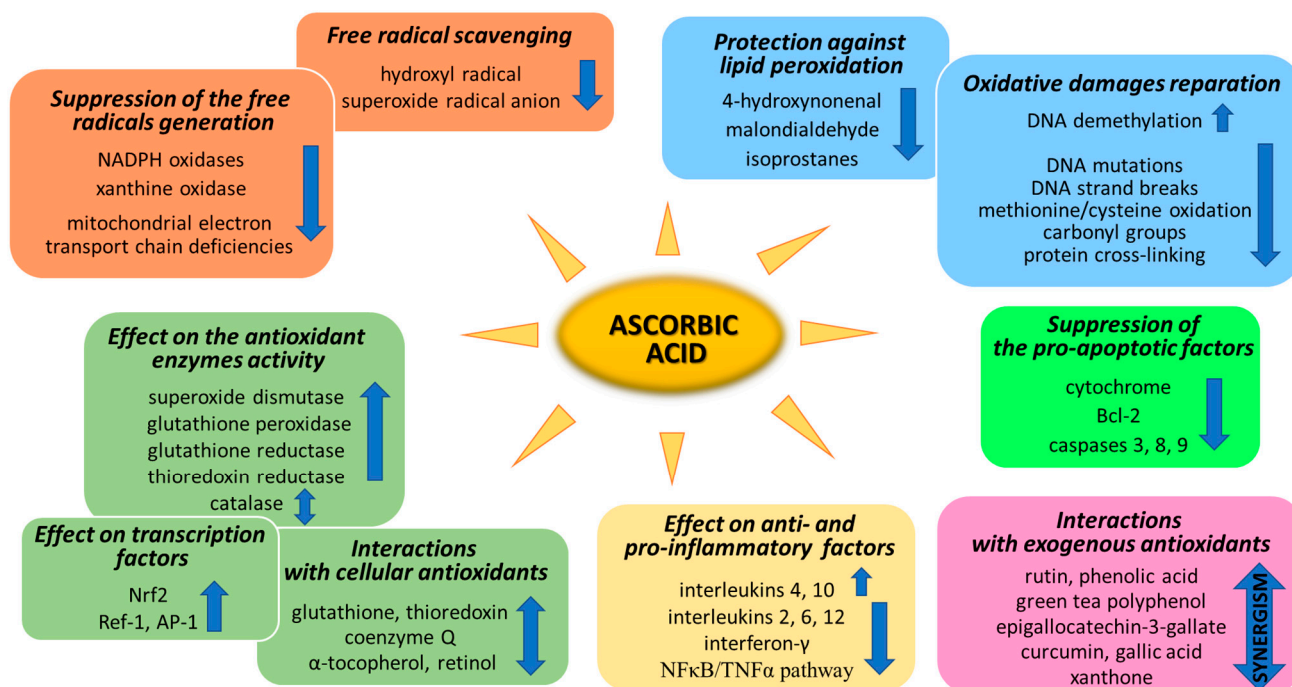 Free radical scavenging
hydroxyl radical
superoxide radical anion
Suppression of the free
radicals generation
NADPH oxidases
xanthine oxidase
mitochondrial electron
transport chain deficiencies
Protection against
lipid peroxidation
4-hydroxynonenal
malondialdehyde
isoprostanes
Oxidative damages reparation
DNA demethylation
DNA mutations
DNA strand breaks
methionine/cysteine oxidation
carbonyl groups
protein cross-linking
ASCORBIC
ACID
Effect on the antioxidant
enzymes activity
superoxide dismutase
glutathione peroxidase
glutathione reductase
thioredoxin reductase
catalase
Effect on transcription
factors
Nrf2
Ref-1, AP-1
Interactions
with cellular antioxidants
glutathione, thioredoxin
coenzyme Q
α-tocopherol, retinol
Effect on anti- and
pro-inflammatory factors
interleukins 4, 10
interleukins 2, 6, 12
interferon-γ
NFκB/TNFα pathway
Suppression of
the pro-apoptotic factors
cytochrome
Bcl-2
caspases 3, 8, 9
Interactions
with exogenous antioxidants
rutin, phenolic acid
green tea polyphenol
epigallocatechin-3-gallate
curcumin, gallic acid
xanthone
SYNERGISM